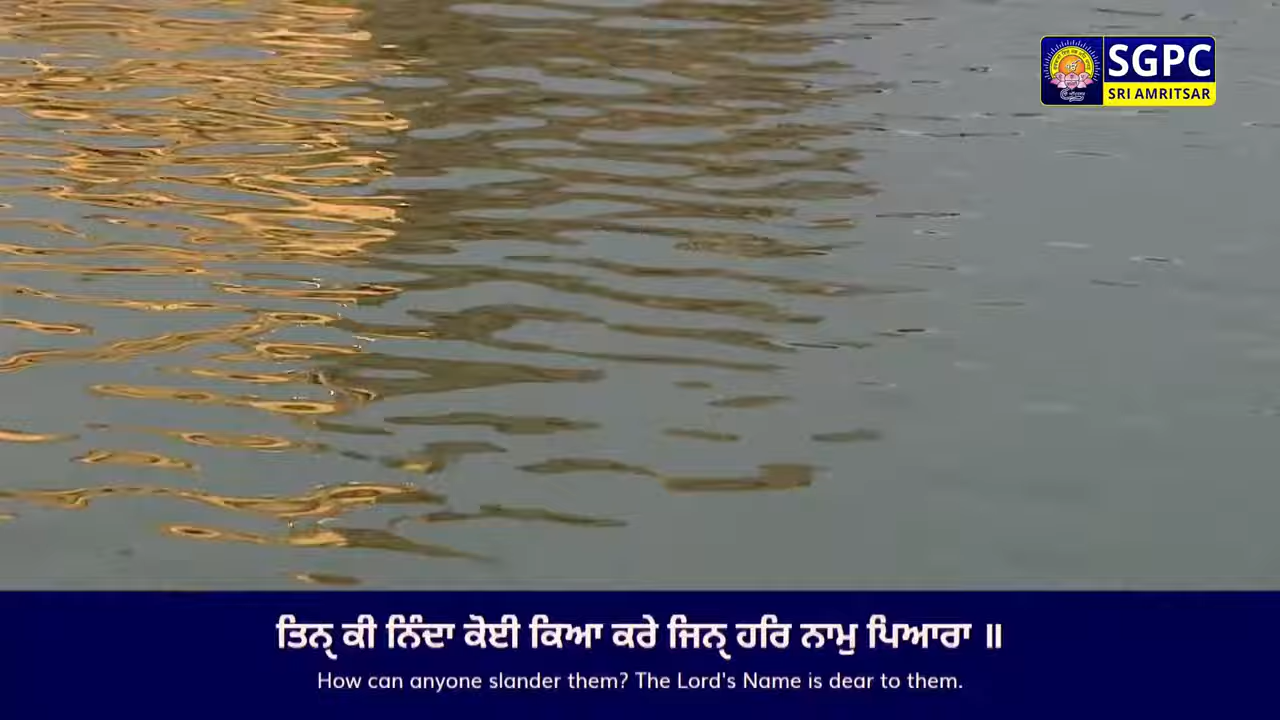 SGPC
SRI AMRITSAR
ਤਿਨੑ ਕੀ ਨਿੰਦਾ ਕੋਈ ਕਿਆ ਕਰੇ ਜਿਨੑ ਹਰਿ ਨਾਮੁ ਪਿਆਰਾ ॥
How can anyone slander them? The Lord's Name is dear to them.